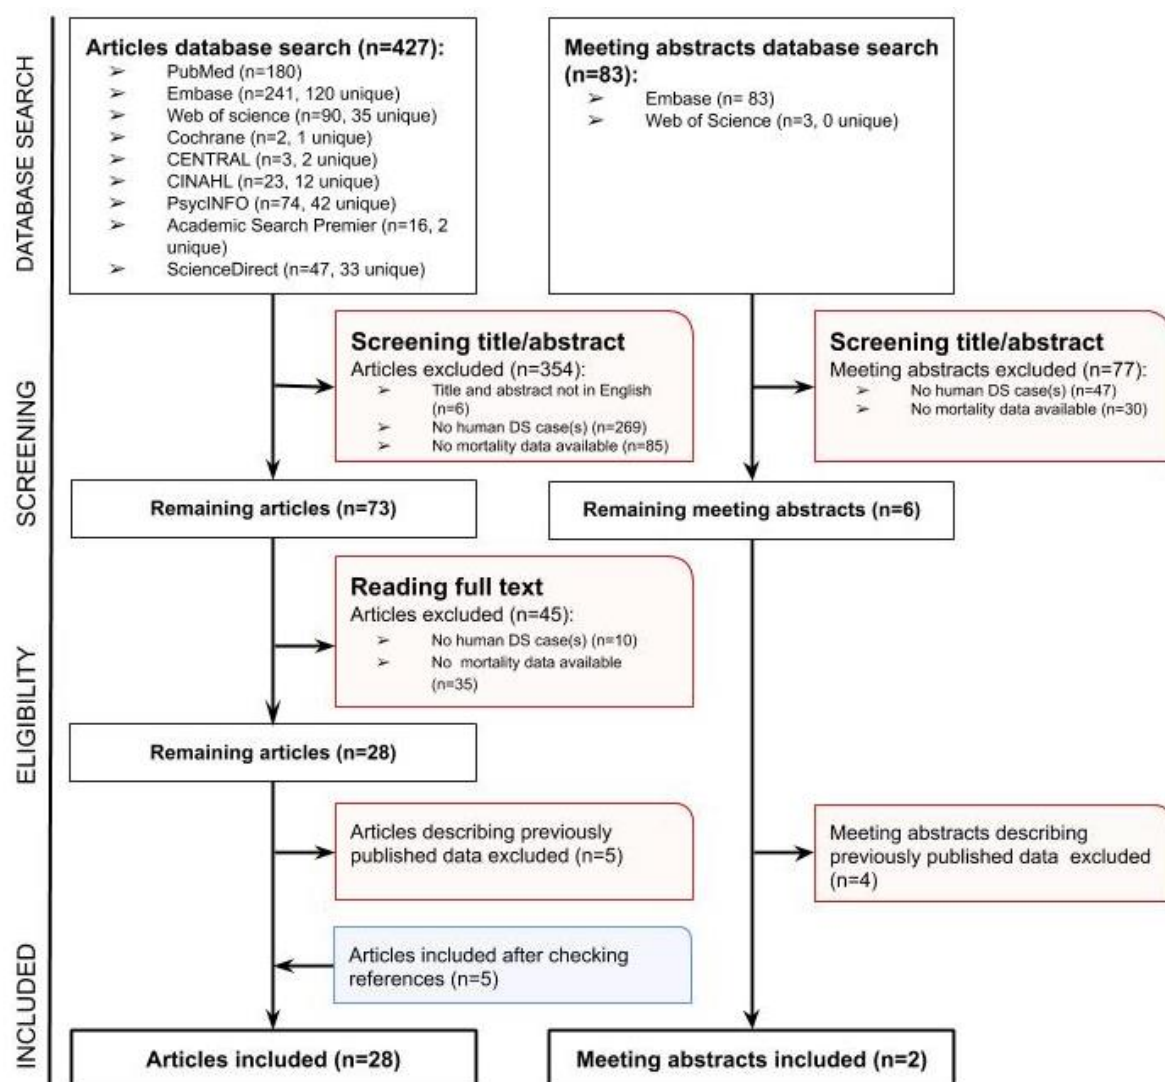 DATABASE SEARCH
Articles database search (n=427):
➢ PubMed (n=180)
➢ Embase (n=241, 120 unique)
➢ Web of science (n=90, 35 unique)
➢ Cochrane (n=2, 1 unique)
➢ CENTRAL (n=3, 2 unique)
➢ CINAHL (n=23, 12 unique)
➢ PsycINFO (n=74, 42 unique)
➢ Academic Search Premier (n=16, 2
unique)
➢ ScienceDirect (n=47, 33 unique)
Meeting abstracts database search
(n=83):
➢ Embase (n= 83)
➢ Web of Science (n=3, 0 unique)
SCREENING
Screening title/abstract
Articles excluded (n=354):
➢ Title and abstract not in English
(n=6)
➢ No human DS case(s) (n=269)
➢ No mortality data available (n=85)
Screening title/abstract
Meeting abstracts excluded (n=77):
➢ No human DS case(s) (n=47)
➢ No mortality data available (n=30)
Remaining articles (n=73)
Remaining meeting abstracts (n=6)
ELIGIBILITY
Reading full text
Articles excluded (n=45):
➢ No human DS case(s) (n=10)
➢ No mortality data available
(n=35)
Remaining articles (n=28)
Articles describing previously
published data excluded (n=5)
Meeting abstracts describing
previously published data excluded
(n=4)
INCLUDED
Articles included after checking
references (n=5)
Articles included (n=28)
Meeting abstracts included (n=2)